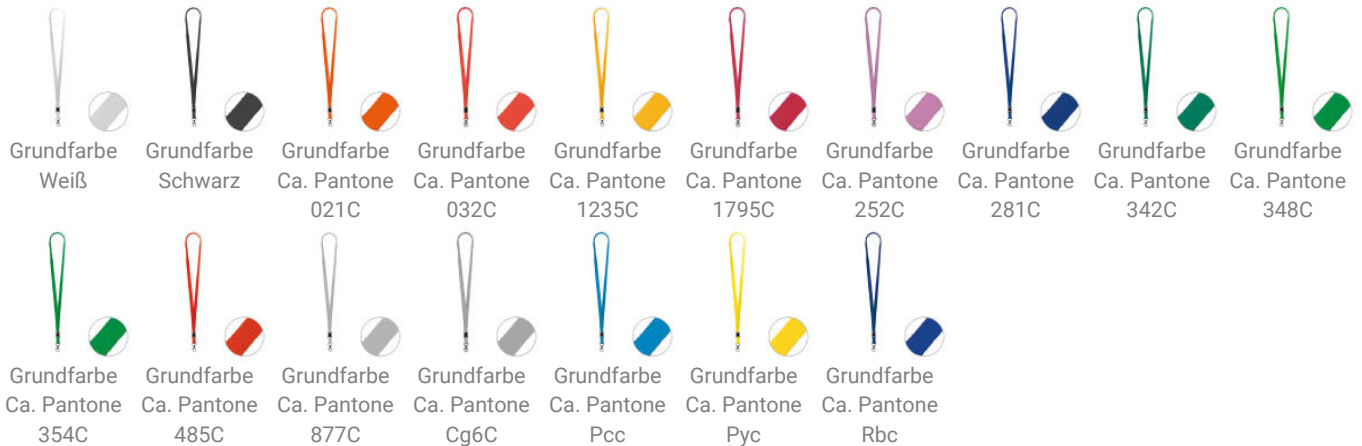 Grundfarbe Weiß
Grundfarbe Schwarz
Grundfarbe Ca. Pantone 021C
Grundfarbe Ca. Pantone 032C
Grundfarbe Ca. Pantone 1235C
Grundfarbe Ca. Pantone 1795C
Grundfarbe Ca. Pantone 252C
Grundfarbe Ca. Pantone 281C
Grundfarbe Ca. Pantone 342C
Grundfarbe Ca. Pantone 348C
Grundfarbe Ca. Pantone 354C
Grundfarbe Ca. Pantone 485C
Grundfarbe Ca. Pantone 877C
Grundfarbe Ca. Pantone Cg6C
Grundfarbe Ca. Pantone Pcc
Grundfarbe Ca. Pantone Pyc
Grundfarbe Ca. Pantone Rbc